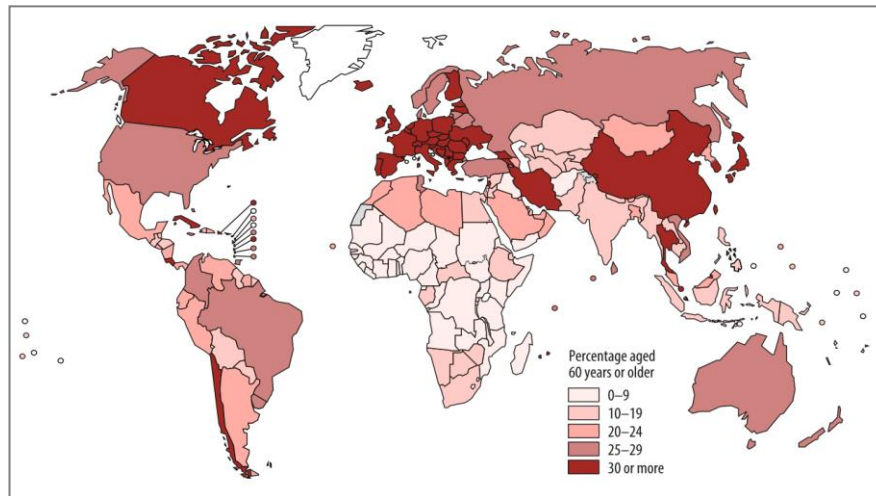 Percentage aged
60 years or older
0–9
10–19
20–24
25–29
30 or more